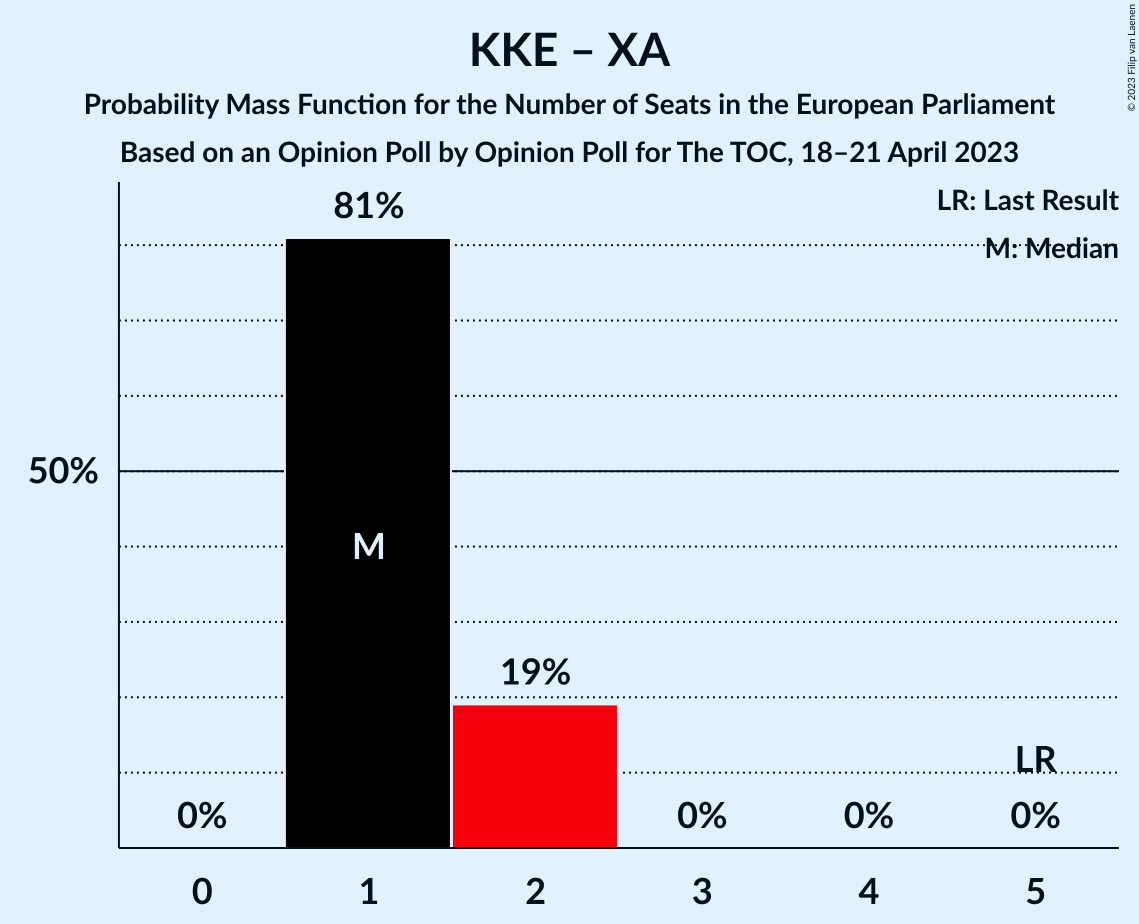 KKE – XA
Probability Mass Function for the Number of Seats in the European Parliament
Based on an Opinion Poll by Opinion Poll for The TOC, 18–21 April 2023
© 2023 Filip van Laenen
LR: Last Result
M: Median
81%
50%
M
19%
LR
0%
0%
0%
0%
0 1 2 3 4 5